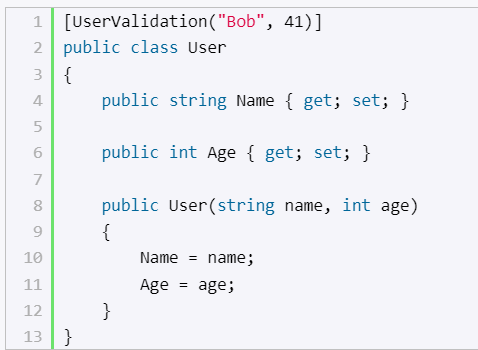 1 [UserValidation("Bob", 41)]
2 public class User
3 {
4     public string Name { get; set; }
5
6     public int Age { get; set; }
7
8     public User(string name, int age)
9     {
10         Name = name;
11         Age = age;
12     }
13 }